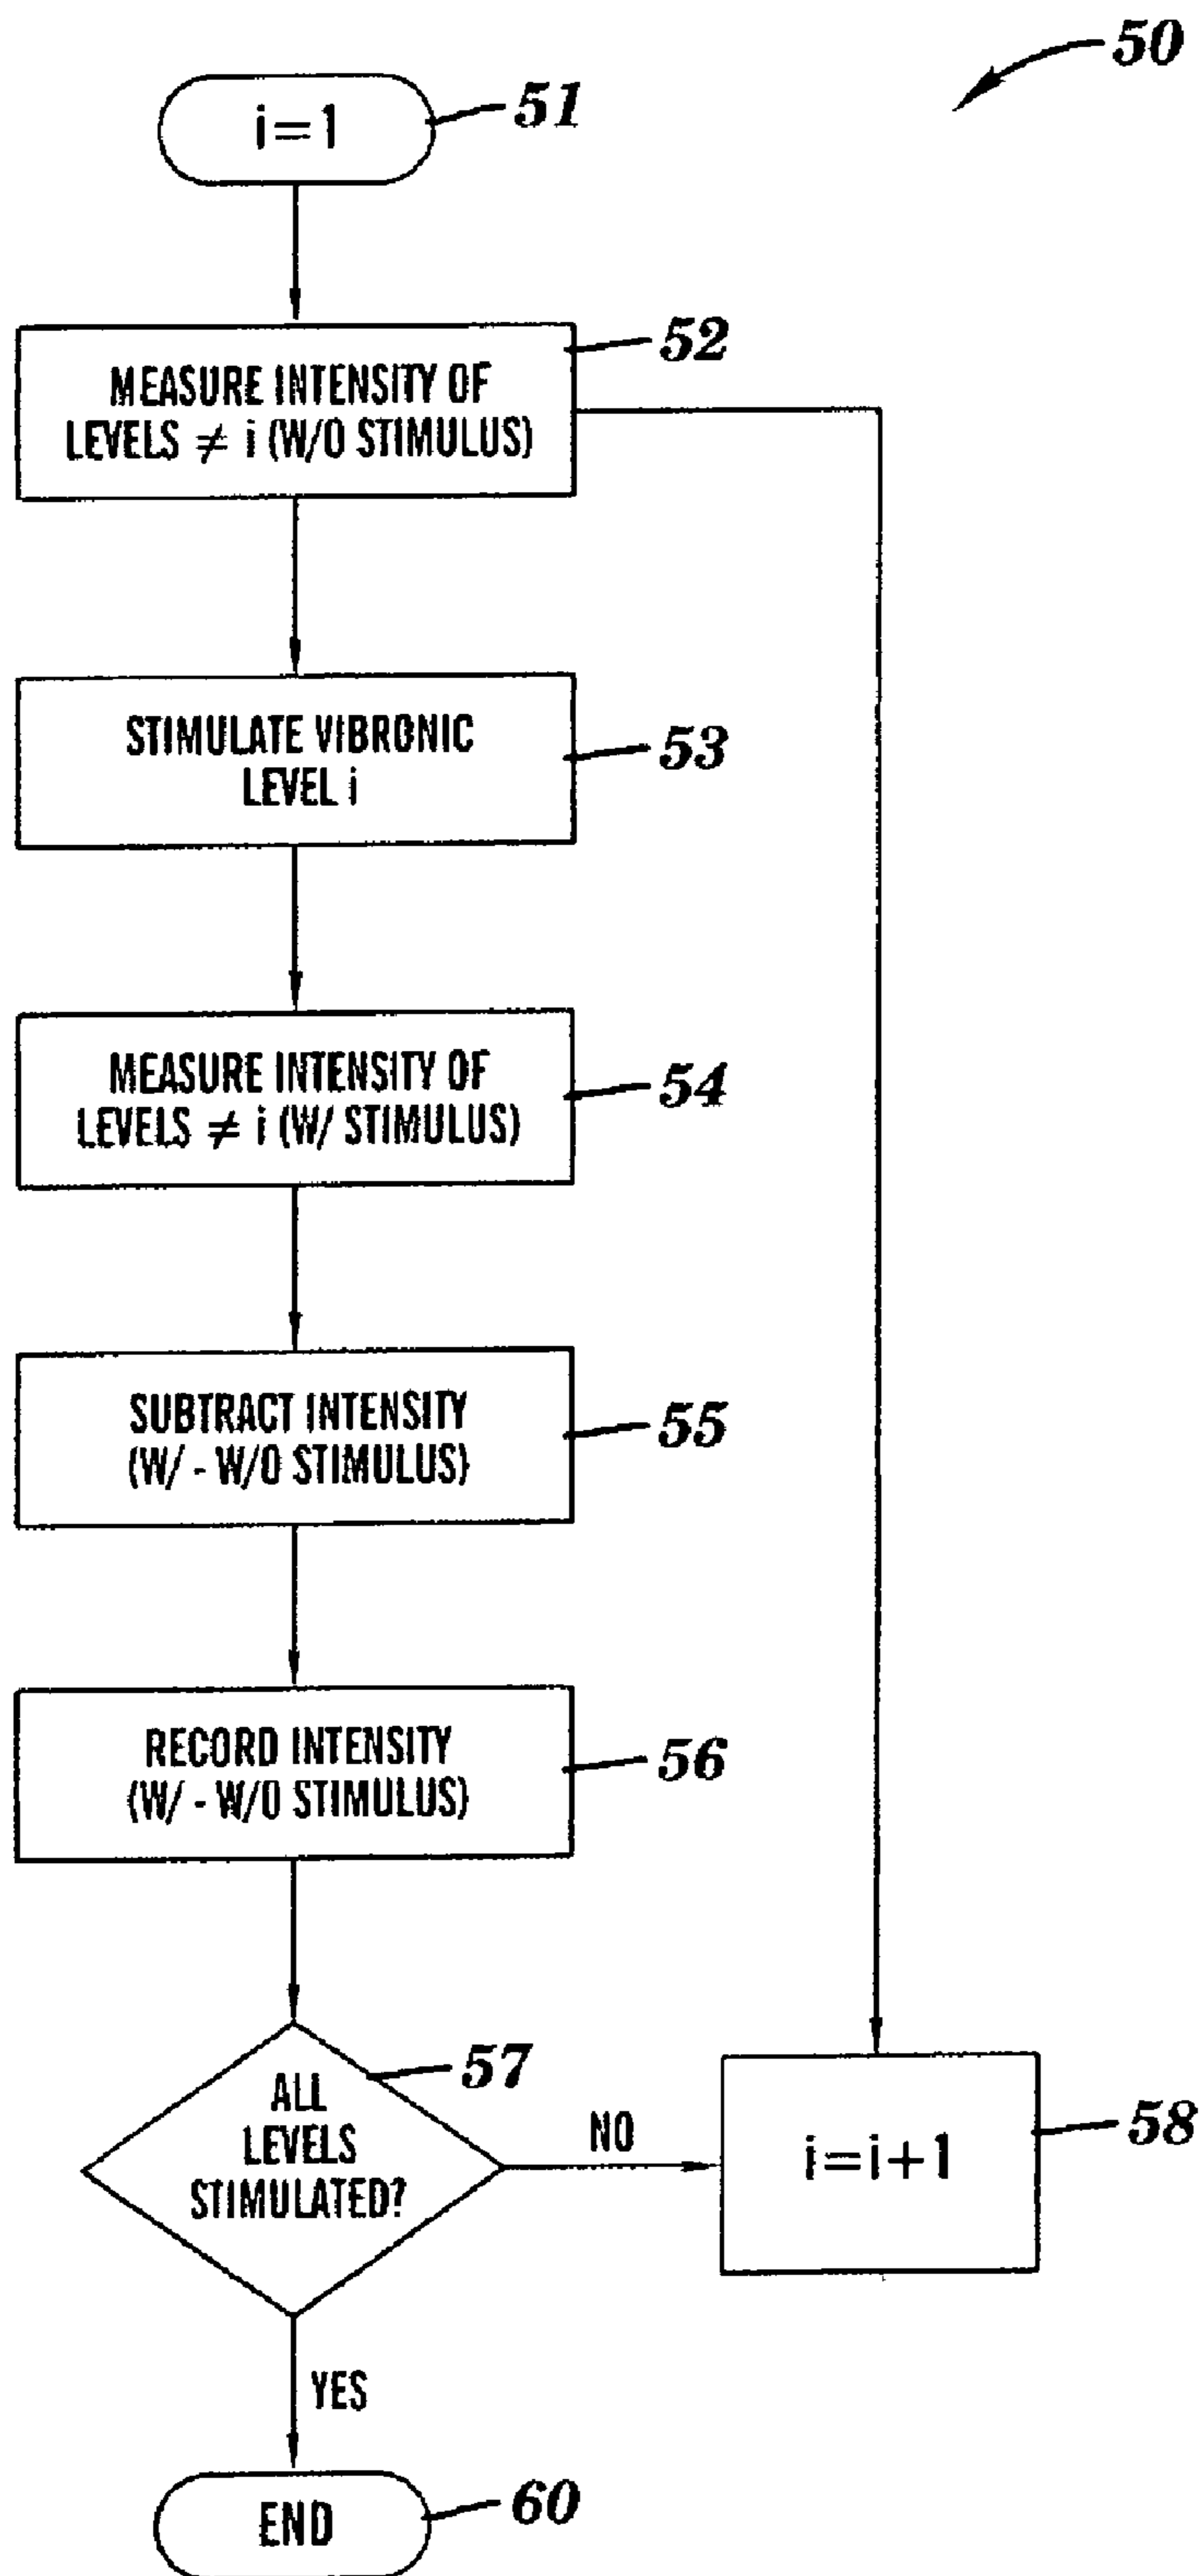 50
i=1
51
52
MEASURE INTENSITY OF
LEVELS ≠ i (W/O STIMULUS)
STIMULATE VIBRONIC
LEVEL i
53
MEASURE INTENSITY OF
LEVELS ≠ i (W/ STIMULUS)
54
SUBTRACT INTENSITY
(W/ - W/O STIMULUS)
55
RECORD INTENSITY
(W/ - W/O STIMULUS)
56
57
ALL
LEVELS
STIMULATED?
NO
i=i+1
58
YES
END
60